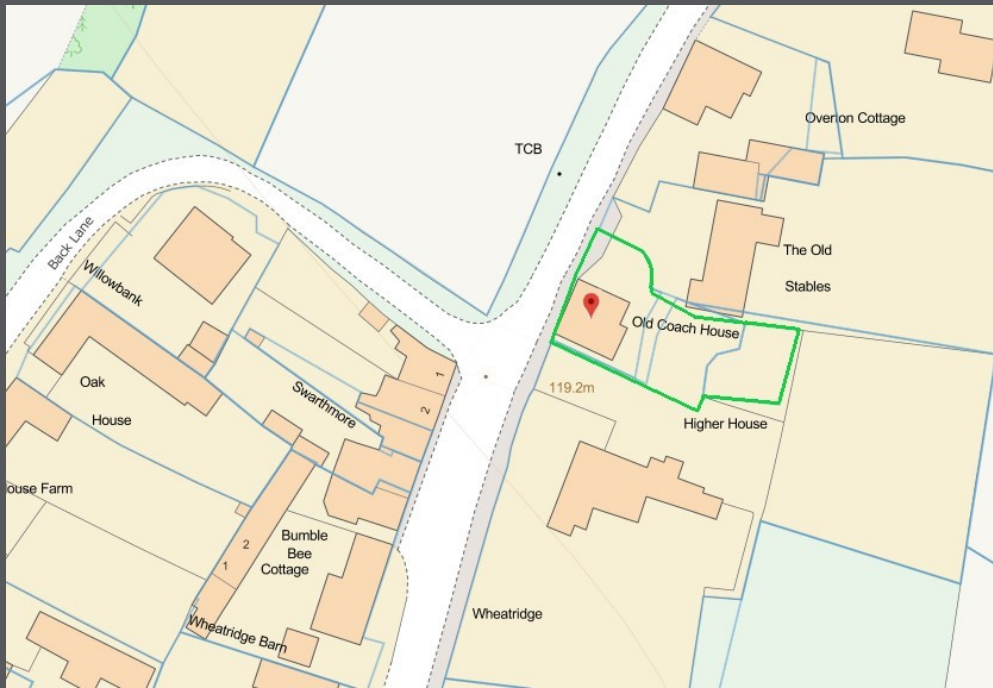 Overton Cottage
TCB
Back Lane
Willowbank
The Old
Stables
Old Coach House
1
119.2m
Oak
House
Swarthmore
2
Higher House
ouse Farm
2
1
Bumble
Bee
Cottage
Wheatridge
Wheatridge Barn